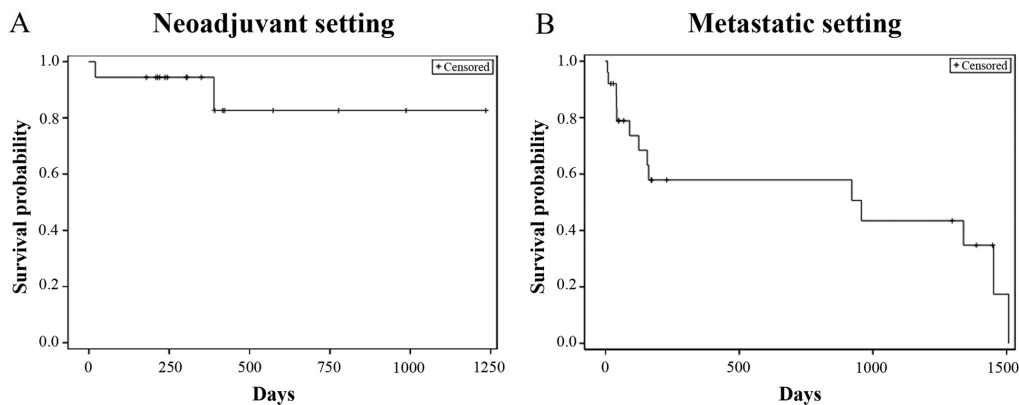 A
Neoadjuvant setting
Survival probability
1.0
0.8
0.6
0.4
0.2
0.0
+ Censored
0 250 500 750 1000 1250
Days
B
Metastatic setting
Survival probability
1.0
0.8
0.6
0.4
0.2
0.0
+ Censored
0 500 1000 1500
Days